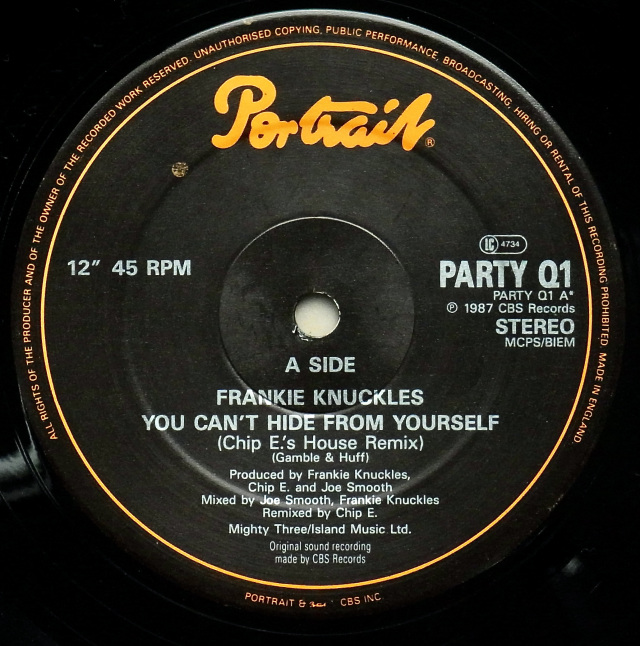 ALL RIGHTS OF THE PRODUCER AND OF THE OWNER OF THE RECORDED WORK RESERVED. UNAUTHORISED COPYING, PUBLIC PERFORMANCE, BROADCASTING, HIRING OR RENTAL OF THIS RECORDING PROHIBITED. MADE IN ENGLAND.
Portrait®
LC 4734
12" 45 RPM
PARTY Q1
PARTY Q1 A*
℗ 1987 CBS Records
STEREO
MCPS/BIEM
A SIDE
FRANKIE KNUCKLES
YOU CAN'T HIDE FROM YOURSELF
(Chip E.'s House Remix)
(Gamble & Huff)
Produced by Frankie Knuckles,
Chip E. and Joe Smooth
Mixed by Joe Smooth, Frankie Knuckles
Remixed by Chip E.
Mighty Three/Island Music Ltd.
Original sound recording
made by CBS Records
PORTRAIT & CBS INC.